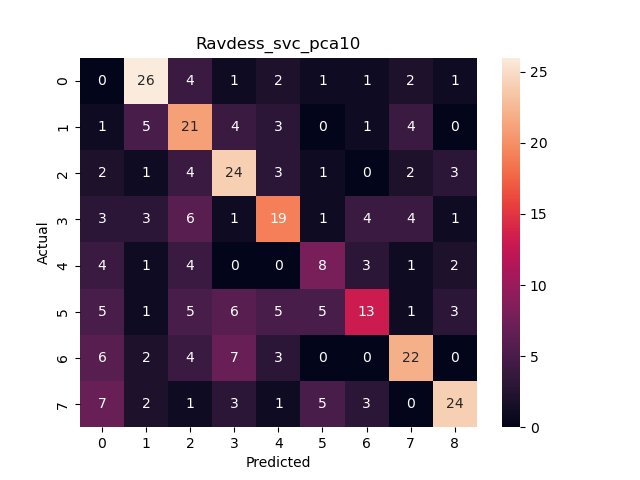 Ravdess_svc_pca10
0 0 26 4 1 2 1 1 2 1
1 1 5 21 4 3 0 1 4 0
2 2 1 4 24 3 1 0 2 3
3 3 3 6 1 19 1 4 4 1
4 4 1 4 0 0 8 3 1 2
5 5 1 5 6 5 5 13 1 3
6 6 2 4 7 3 0 0 22 0
7 7 2 1 3 1 5 3 0 24
0 1 2 3 4 5 6 7 8
Predicted
Actual
25
20
15
10
5
0